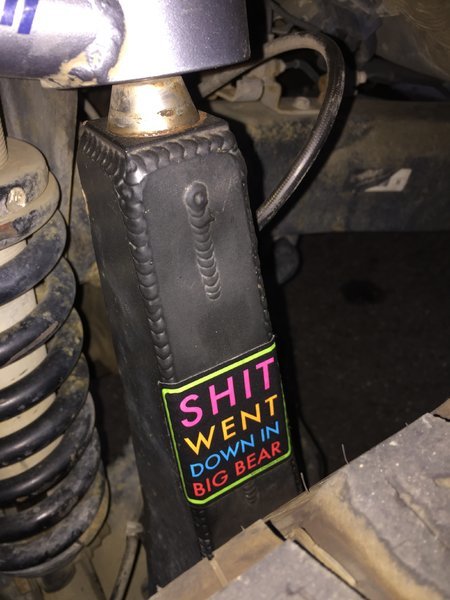 SHIT
WENT
DOWN IN
BIG BEAR